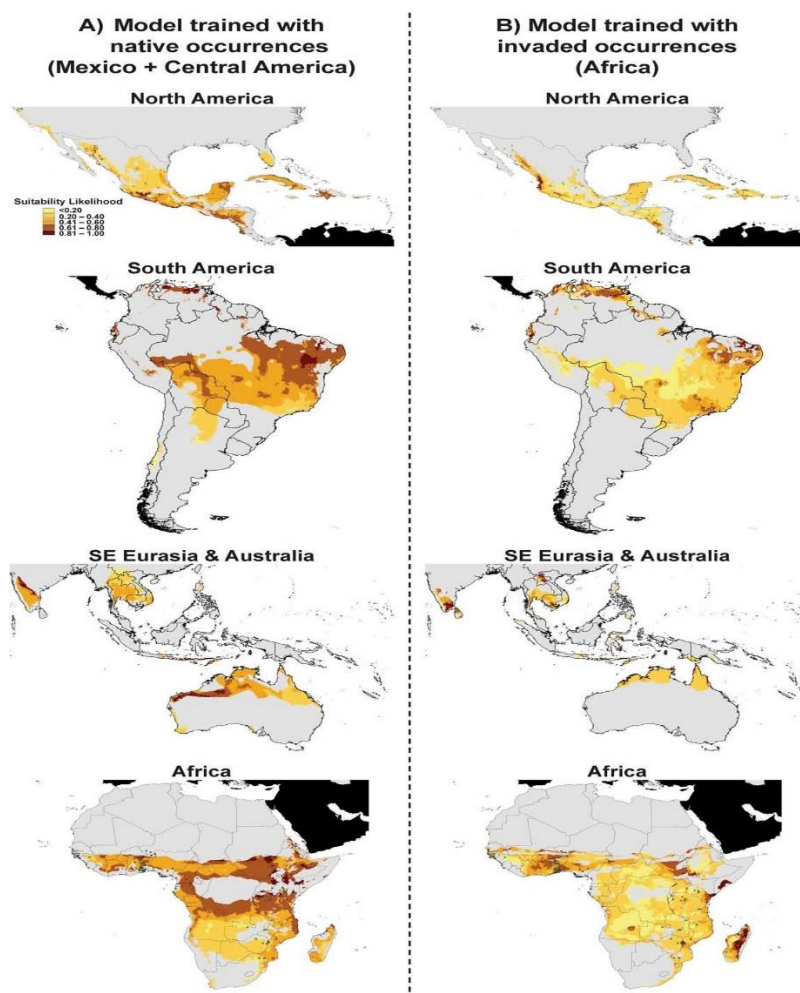 A) Model trained with
native occurrences
(Mexico + Central America)
North America
Suitability Likelihood
<0.20
0.20 – 0.40
0.41 – 0.60
0.61 – 0.80
0.81 – 1.00
South America
SE Eurasia & Australia
Africa
B) Model trained with
invaded occurrences
(Africa)
North America
South America
SE Eurasia & Australia
Africa